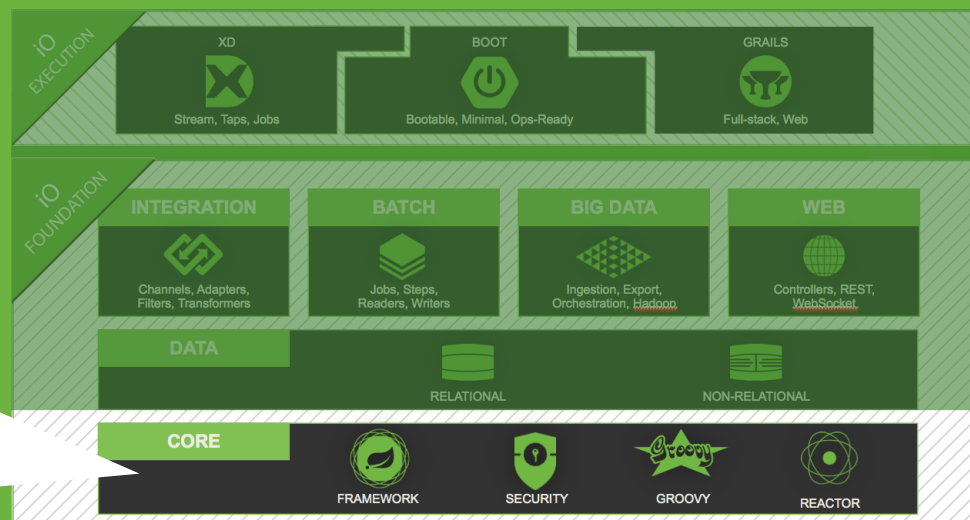 iO
EXECUTION
XD
Stream, Taps, Jobs
BOOT
Bootable, Minimal, Ops-Ready
GRAILS
Full-stack, Web
iO
FOUNDATION
INTEGRATION
Channels, Adapters,
Filters, Transformers
BATCH
Jobs, Steps,
Readers, Writers
BIG DATA
Ingestion, Export,
Orchestration, Hadoop
WEB
Controllers, REST,
WebSocket
DATA
RELATIONAL
NON-RELATIONAL
CORE
FRAMEWORK
SECURITY
Groovy
GROOVY
REACTOR